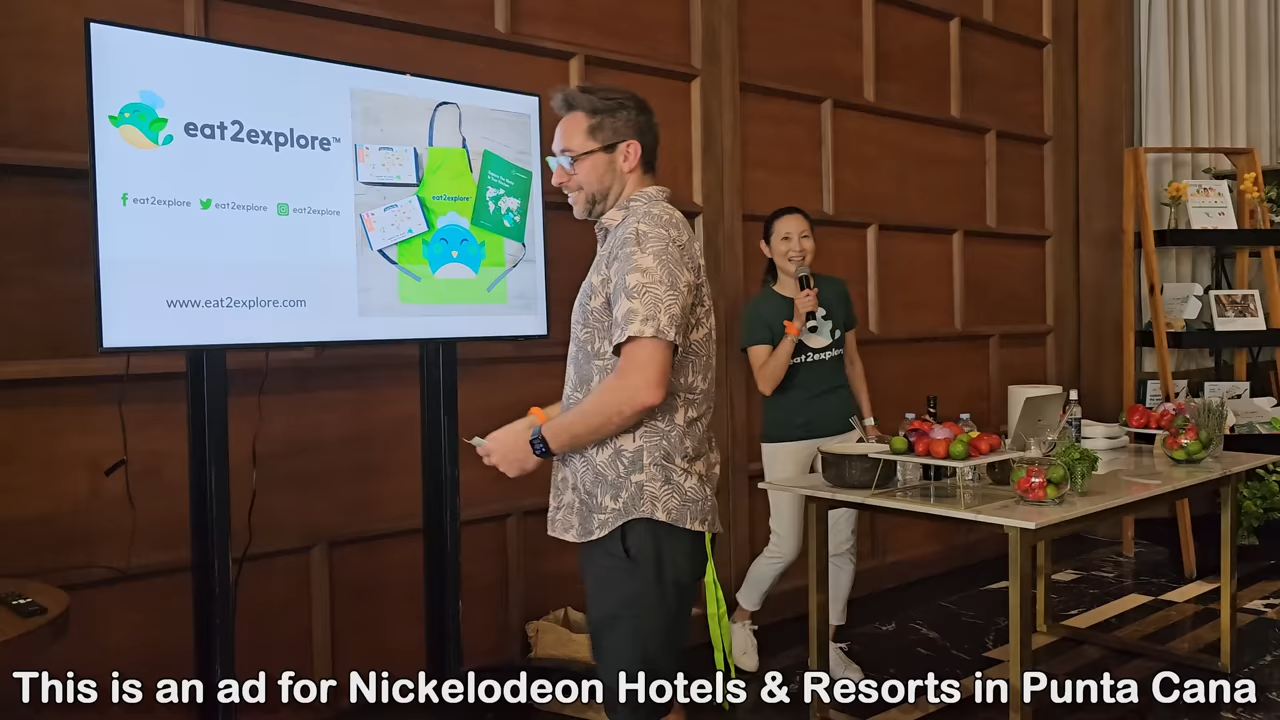 eat2explore™
eat2explore
eat2explore
eat2explore
www.eat2explore.com
eat2explore
eat2explore
This is an ad for Nickelodeon Hotels & Resorts in Punta Cana